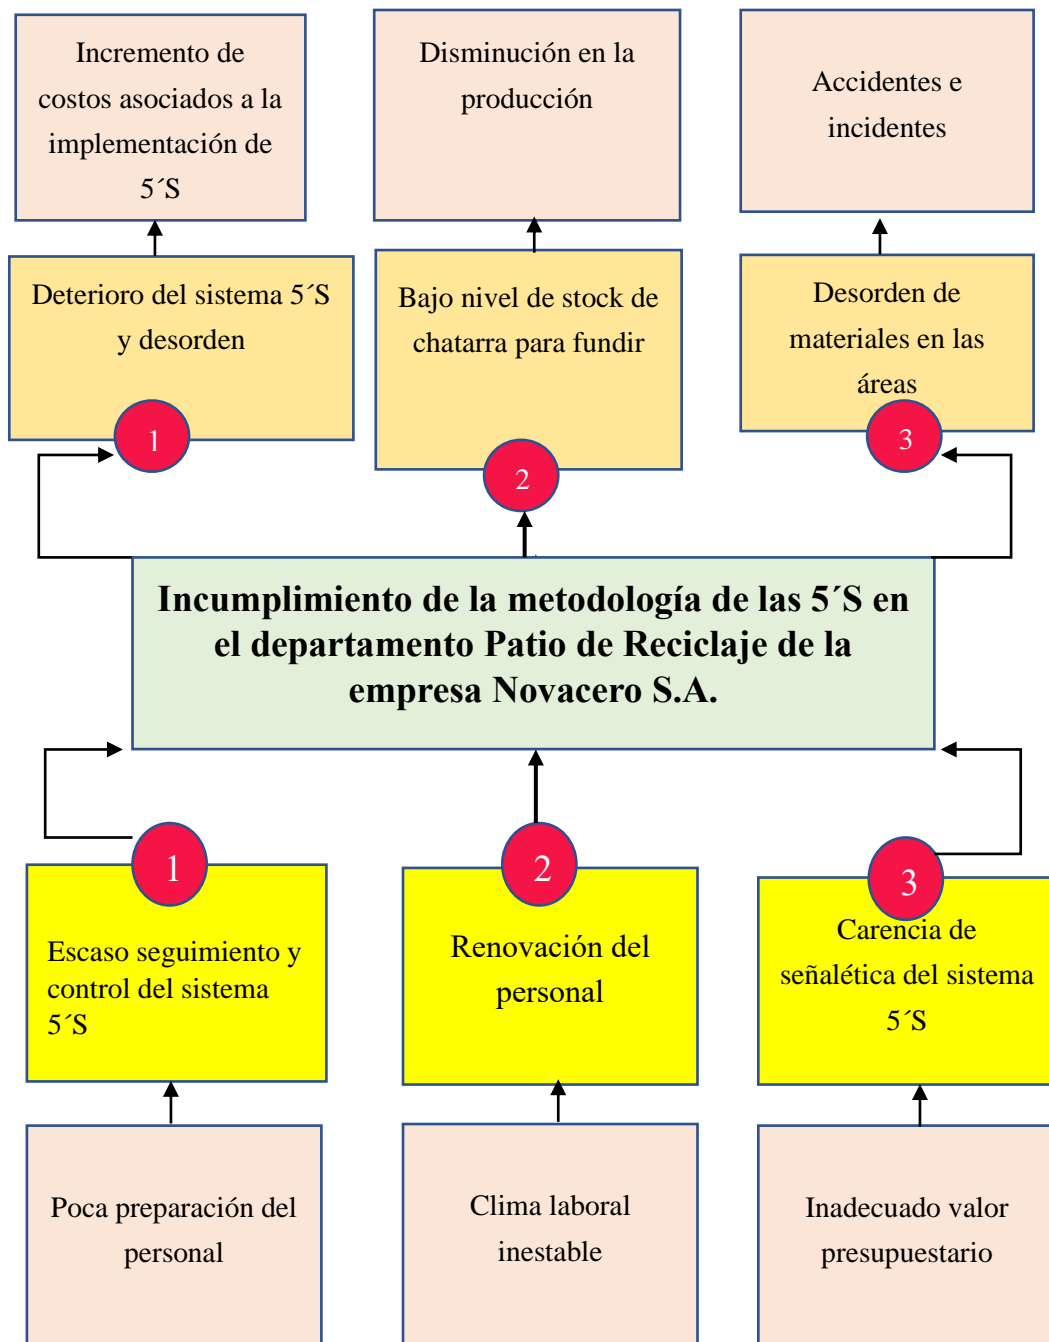 Incremento de
costos asociados a la
implementación de
5´S
Disminución en la
producción
Accidentes e
incidentes
Deterioro del sistema 5´S
y desorden
1
Bajo nivel de stock de
chatarra para fundir
2
Desorden de
materiales en las
áreas
3
Incumplimiento de la metodología de las 5´S en
el departamento Patio de Reciclaje de la
empresa Novacero S.A.
1
Escaso seguimiento y
control del sistema
5´S
2
Renovación del
personal
3
Carencia de
señalética del sistema
5´S
Poca preparación del
personal
Clima laboral
inestable
Inadecuado valor
presupuestario